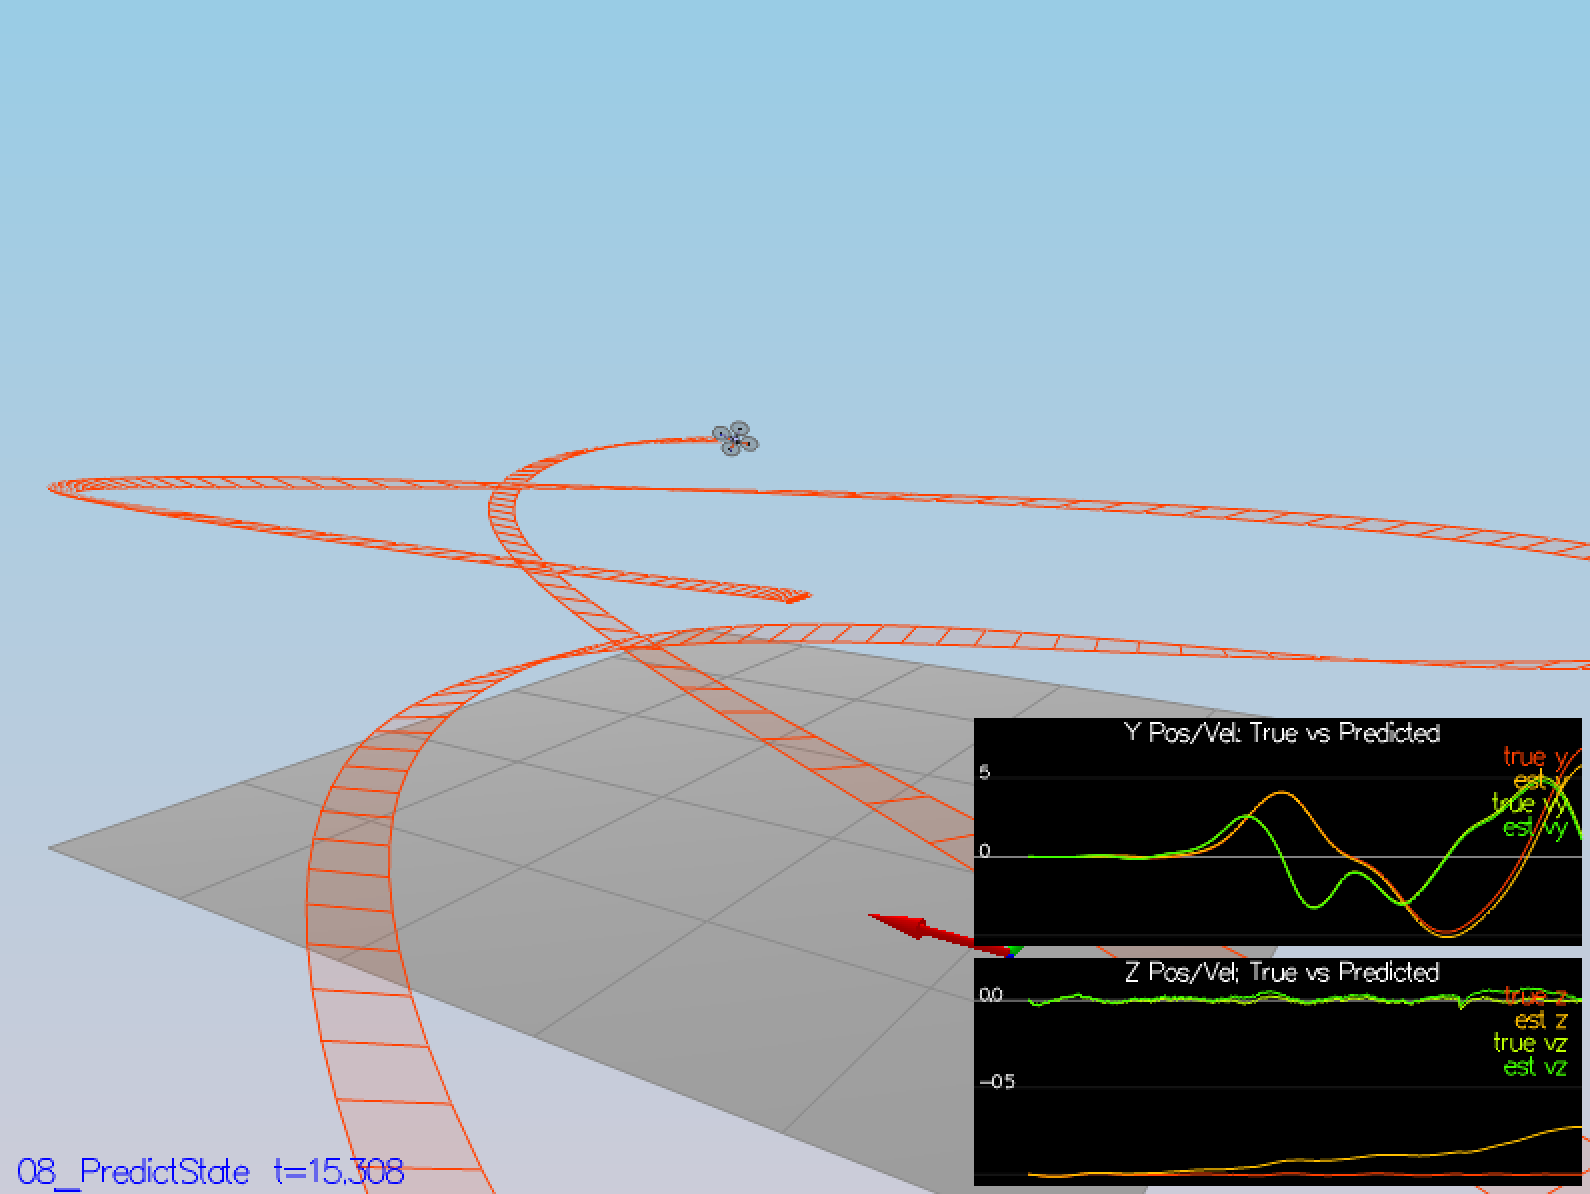 Y Pos/Vel: True vs Predicted
5
true y
est y
true vy
est vy
0
Z Pos/Vel; True vs Predicted
0.0
true z
est z
true vz
est vz
-0.5
08_PredictState t=15.308